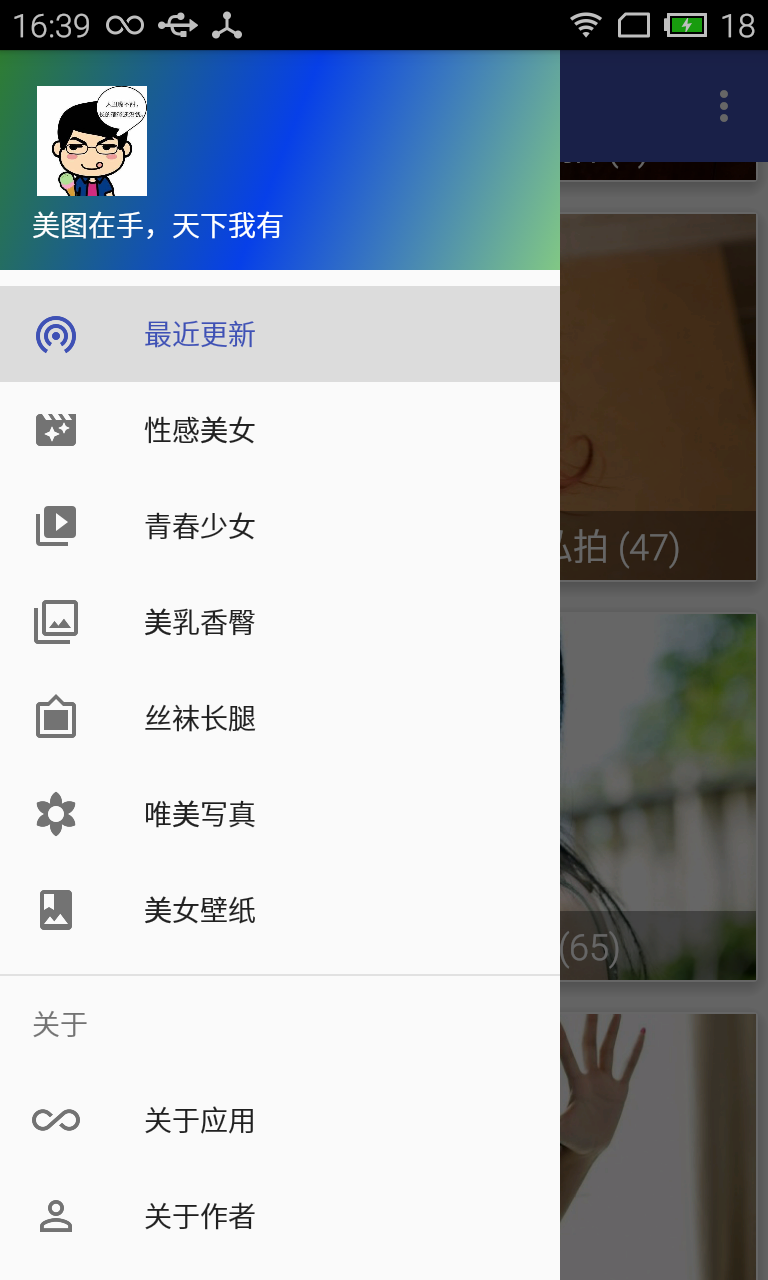 16:39
18
美图在手，天下我有
最近更新
性感美女
青春少女
美乳香臀
丝袜长腿
唯美写真
美女壁纸
关于
关于应用
关于作者
拍 (47)
(65)